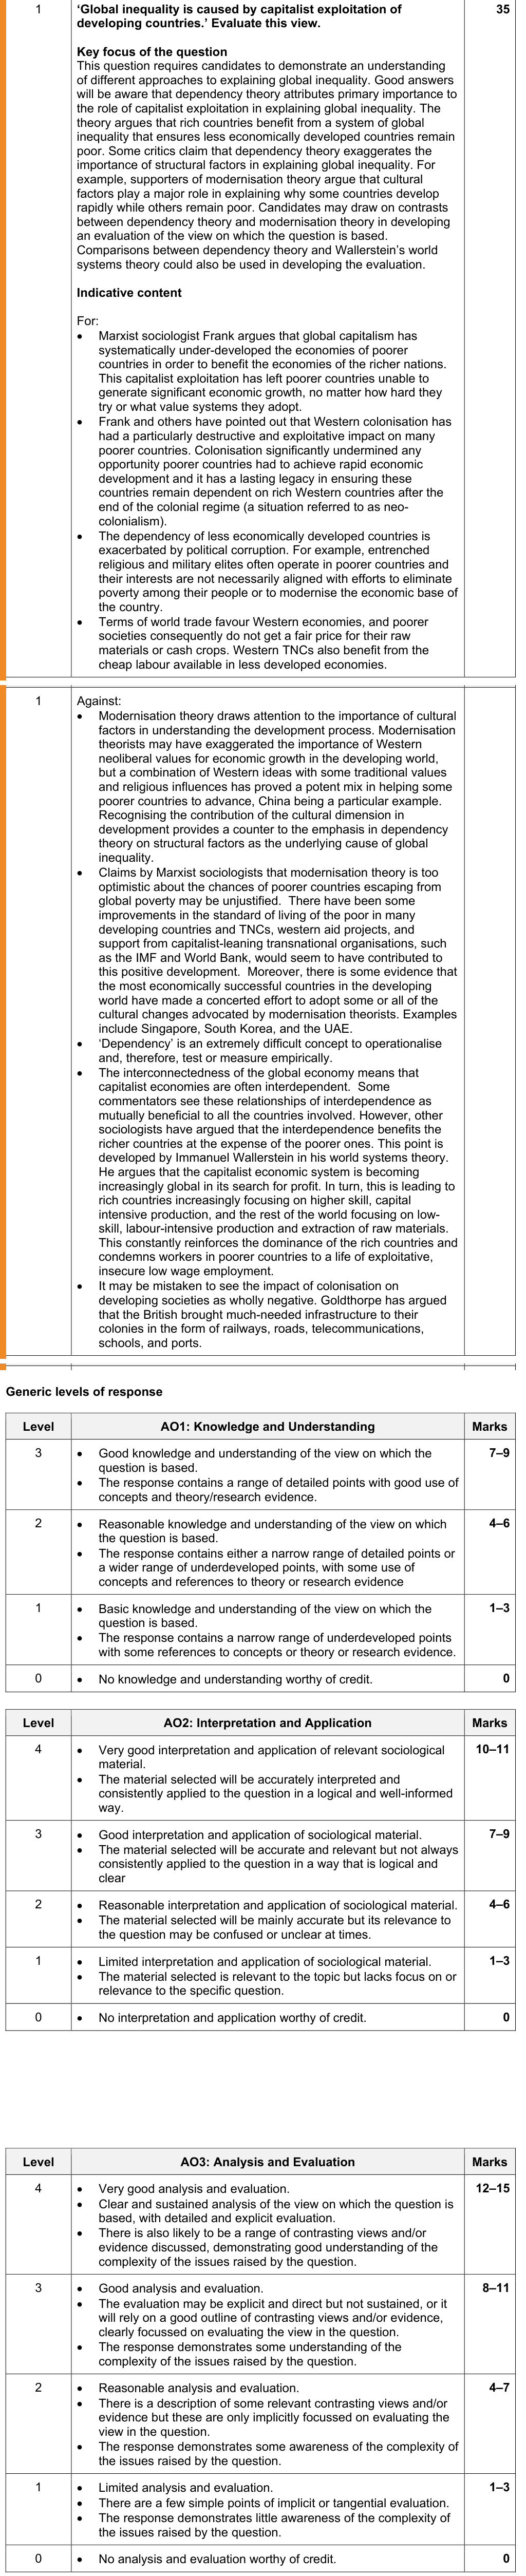 1
‘Global inequality is caused by capitalist exploitation of
developing countries.’ Evaluate this view.
35
Key focus of the question
This question requires candidates to demonstrate an understanding
of different approaches to explaining global inequality. Good answers
will be aware that dependency theory attributes primary importance to
the role of capitalist exploitation in explaining global inequality. The
theory argues that rich countries benefit from a system of global
inequality that ensures less economically developed countries remain
poor. Some critics claim that dependency theory exaggerates the
importance of structural factors in explaining global inequality. For
example, supporters of modernisation theory argue that cultural
factors play a major role in explaining why some countries develop
rapidly while others remain poor. Candidates may draw on contrasts
between dependency theory and modernisation theory in developing
an evaluation of the view on which the question is based.
Comparisons between dependency theory and Wallerstein’s world
systems theory could also be used in developing the evaluation.
Indicative content
For:
• Marxist sociologist Frank argues that global capitalism has
systematically under-developed the economies of poorer
countries in order to benefit the economies of the richer nations.
This capitalist exploitation has left poorer countries unable to
generate significant economic growth, no matter how hard they
try or what value systems they adopt.
• Frank and others have pointed out that Western colonisation has
had a particularly destructive and exploitative impact on many
poorer countries. Colonisation significantly undermined any
opportunity poorer countries had to achieve rapid economic
development and it has a lasting legacy in ensuring these
countries remain dependent on rich Western countries after the
end of the colonial regime (a situation referred to as neo-
colonialism).
• The dependency of less economically developed countries is
exacerbated by political corruption. For example, entrenched
religious and military elites often operate in poorer countries and
their interests are not necessarily aligned with efforts to eliminate
poverty among their people or to modernise the economic base of
the country.
• Terms of world trade favour Western economies, and poorer
societies consequently do not get a fair price for their raw
materials or cash crops. Western TNCs also benefit from the
cheap labour available in less developed economies.
1
Against:
• Modernisation theory draws attention to the importance of cultural
factors in understanding the development process. Modernisation
theorists may have exaggerated the importance of Western
neoliberal values for economic growth in the developing world,
but a combination of Western ideas with some traditional values
and religious influences has proved a potent mix in helping some
poorer countries to advance, China being a particular example.
Recognising the contribution of the cultural dimension in
development provides a counter to the emphasis in dependency
theory on structural factors as the underlying cause of global
inequality.
• Claims by Marxist sociologists that modernisation theory is too
optimistic about the chances of poorer countries escaping from
global poverty may be unjustified. There have been some
improvements in the standard of living of the poor in many
developing countries and TNCs, western aid projects, and
support from capitalist-leaning transnational organisations, such
as the IMF and World Bank, would seem to have contributed to
this positive development. Moreover, there is some evidence that
the most economically successful countries in the developing
world have made a concerted effort to adopt some or all of the
cultural changes advocated by modernisation theorists. Examples
include Singapore, South Korea, and the UAE.
• ‘Dependency’ is an extremely difficult concept to operationalise
and, therefore, test or measure empirically.
• The interconnectedness of the global economy means that
capitalist economies are often interdependent. Some
commentators see these relationships of interdependence as
mutually beneficial to all the countries involved. However, other
sociologists have argued that the interdependence benefits the
richer countries at the expense of the poorer ones. This point is
developed by Immanuel Wallerstein in his world systems theory.
He argues that the capitalist economic system is becoming
increasingly global in its search for profit. In turn, this is leading to
rich countries increasingly focusing on higher skill, capital
intensive production, and the rest of the world focusing on low-
skill, labour-intensive production and extraction of raw materials.
This constantly reinforces the dominance of the rich countries and
condemns workers in poorer countries to a life of exploitative,
insecure low wage employment.
• It may be mistaken to see the impact of colonisation on
developing societies as wholly negative. Goldthorpe has argued
that the British brought much-needed infrastructure to their
colonies in the form of railways, roads, telecommunications,
schools, and ports.
Generic levels of response
Level AO1: Knowledge and Understanding Marks
3 • Good knowledge and understanding of the view on which the 7–9
question is based.
• The response contains a range of detailed points with good use of
concepts and theory/research evidence.
2 • Reasonable knowledge and understanding of the view on which 4–6
the question is based.
• The response contains either a narrow range of detailed points or
a wider range of underdeveloped points, with some use of
concepts and references to theory or research evidence
1 • Basic knowledge and understanding of the view on which the 1–3
question is based.
• The response contains a narrow range of underdeveloped points
with some references to concepts or theory or research evidence.
0 • No knowledge and understanding worthy of credit. 0
Level AO2: Interpretation and Application Marks
4 • Very good interpretation and application of relevant sociological 10–11
material.
• The material selected will be accurately interpreted and
consistently applied to the question in a logical and well-informed
way.
3 • Good interpretation and application of sociological material. 7–9
• The material selected will be accurate and relevant but not always
consistently applied to the question in a way that is logical and
clear
2 • Reasonable interpretation and application of sociological material. 4–6
• The material selected will be mainly accurate but its relevance to
the question may be confused or unclear at times.
1 • Limited interpretation and application of sociological material. 1–3
• The material selected is relevant to the topic but lacks focus on or
relevance to the specific question.
0 • No interpretation and application worthy of credit. 0
Level AO3: Analysis and Evaluation Marks
4 • Very good analysis and evaluation. 12–15
• Clear and sustained analysis of the view on which the question is
based, with detailed and explicit evaluation.
• There is also likely to be a range of contrasting views and/or
evidence discussed, demonstrating good understanding of the
complexity of the issues raised by the question.
3 • Good analysis and evaluation. 8–11
• The evaluation may be explicit and direct but not sustained, or it
will rely on a good outline of contrasting views and/or evidence,
clearly focussed on evaluating the view in the question.
• The response demonstrates some understanding of the
complexity of the issues raised by the question.
2 • Reasonable analysis and evaluation. 4–7
• There is a description of some relevant contrasting views and/or
evidence but these are only implicitly focussed on evaluating the
view in the question.
• The response demonstrates some awareness of the complexity of
the issues raised by the question.
1 • Limited analysis and evaluation. 1–3
• There are a few simple points of implicit or tangential evaluation.
• The response demonstrates little awareness of the complexity of
the issues raised by the question.
0 • No analysis and evaluation worthy of credit. 0